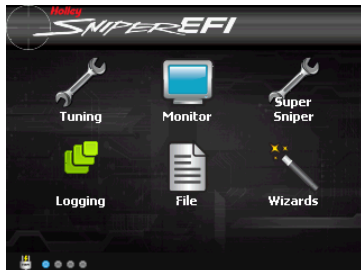 Holley
SNIPER EFI
Tuning
Monitor
Super
Sniper
Logging
File
Wizards